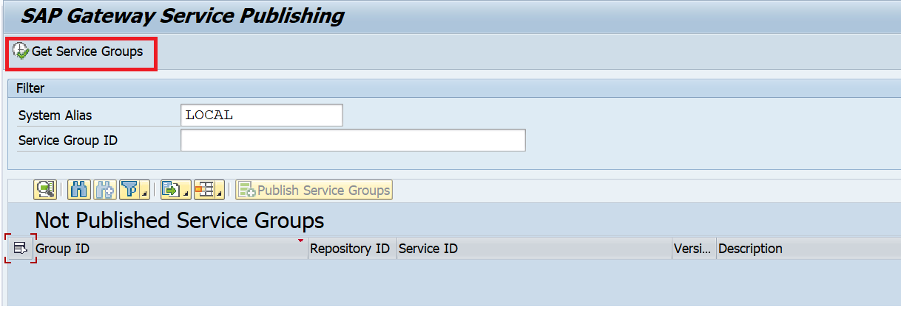 SAP Gateway Service Publishing
Get Service Groups
Filter
System Alias LOCAL
Service Group ID
Publish Service Groups
Not Published Service Groups
Group ID Repository ID Service ID Versi... Description